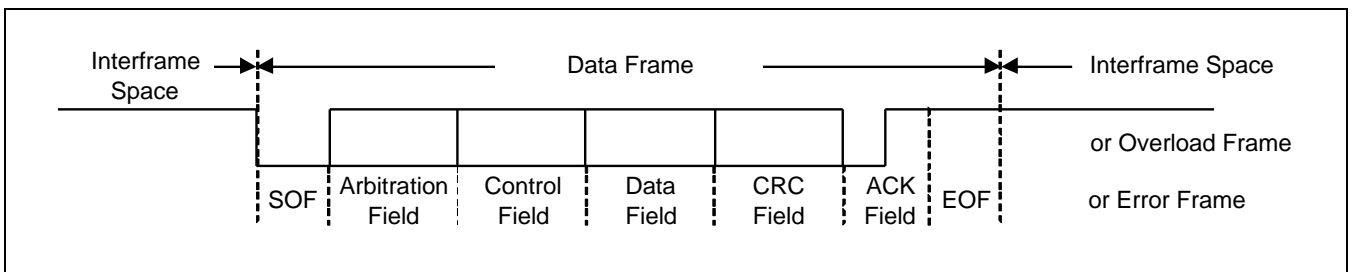 Interframe
Space
Data Frame
Interframe Space
or Overload Frame
SOF
Arbitration
Field
Control
Field
Data
Field
CRC
Field
ACK
Field
EOF
or Error Frame